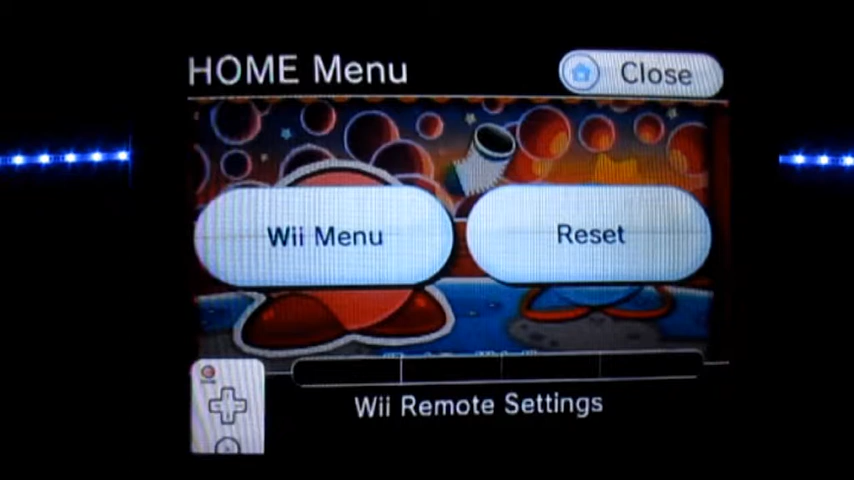 HOME Menu
Close
Wii Menu
Reset
Wii Remote Settings